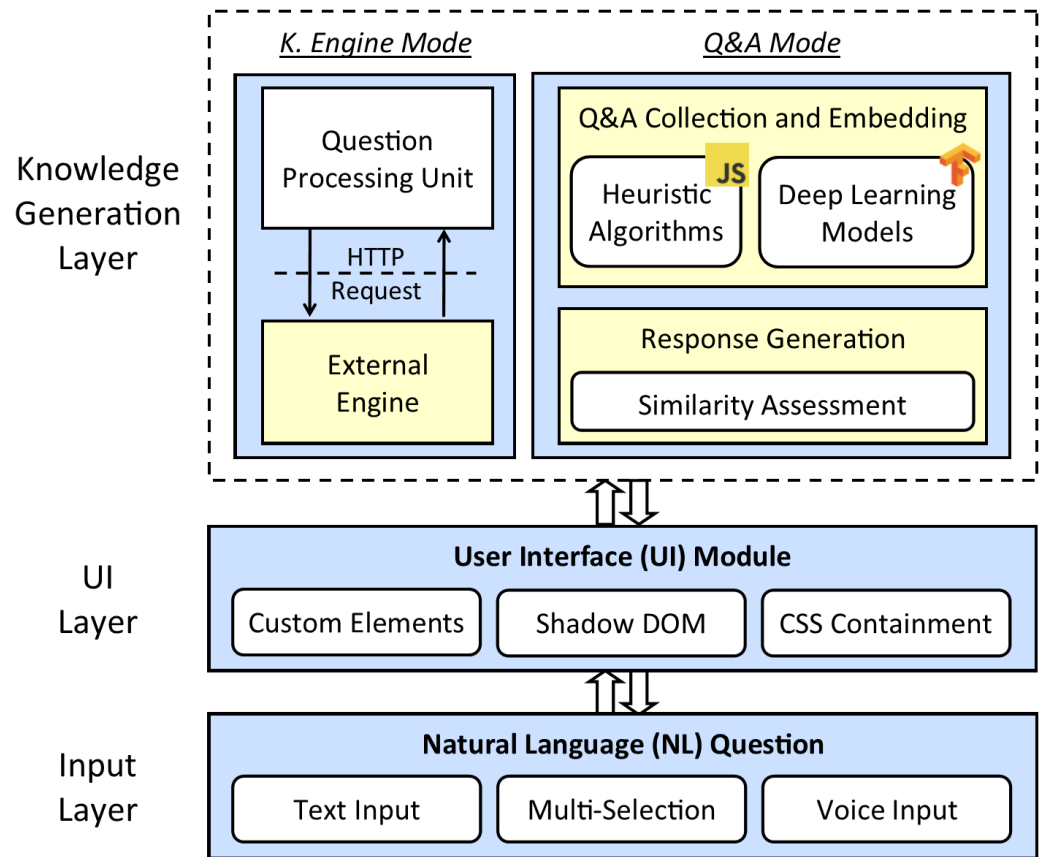 K. Engine Mode
Q&A Mode
Knowledge
Generation
Layer
Question
Processing Unit
HTTP
Request
External
Engine
Q&A Collection and Embedding
JS
Heuristic
Algorithms
Deep Learning
Models
Response Generation
Similarity Assessment
UI
Layer
User Interface (UI) Module
Custom Elements
Shadow DOM
CSS Containment
Input
Layer
Natural Language (NL) Question
Text Input
Multi-Selection
Voice Input